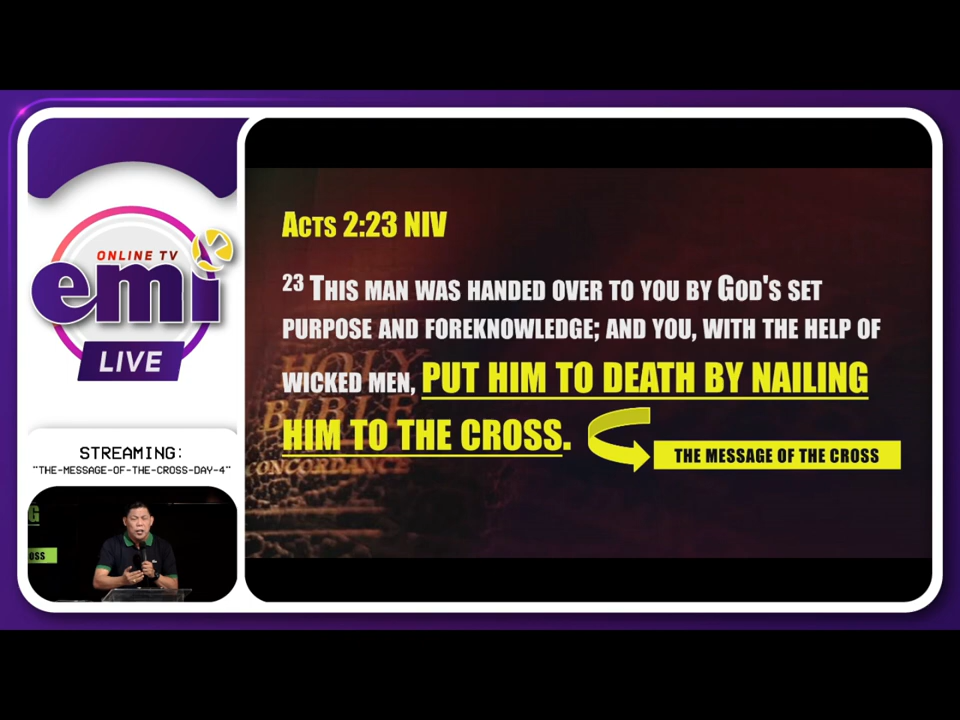 ONLINE TV
emi
LIVE
STREAMING:
"THE-MESSAGE-OF-THE-CROSS-DAY-4"
G
OSS
ACTS 2:23 NIV
23 THIS MAN WAS HANDED OVER TO YOU BY GOD'S SET
PURPOSE AND FOREKNOWLEDGE; AND YOU, WITH THE HELP OF
WICKED MEN, PUT HIM TO DEATH BY NAILING
HIM TO THE CROSS.
THE MESSAGE OF THE CROSS
HOLY
BIBLE
CONCORDANCE